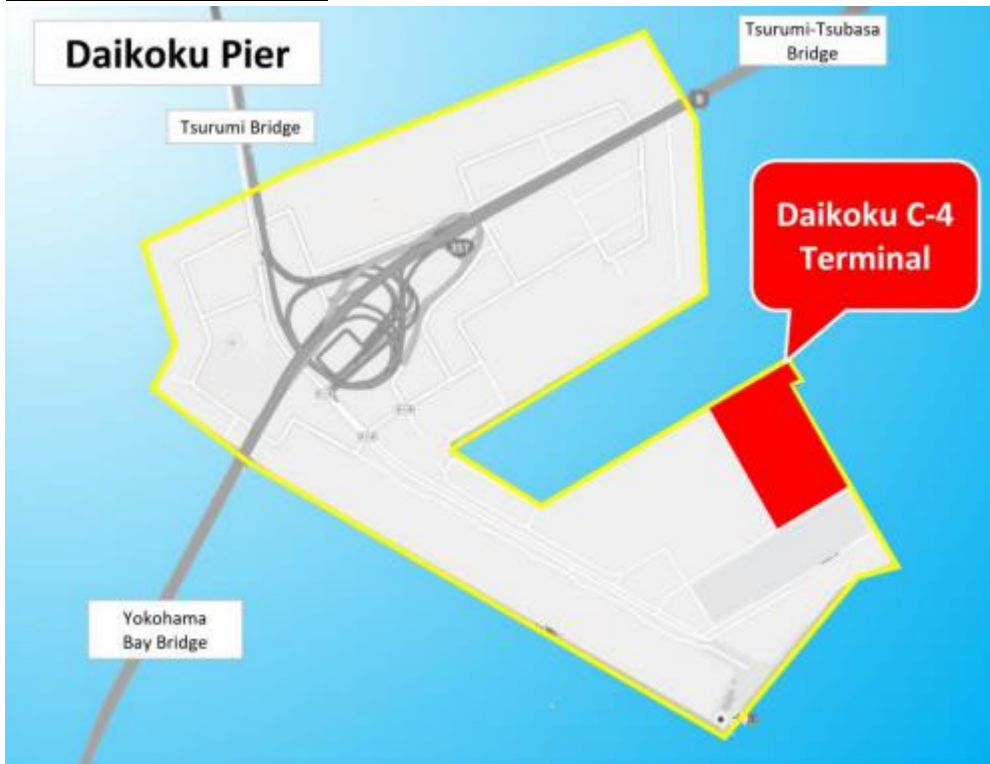 Daikoku Pier
Tsurumi-Tsubasa
Bridge
Tsurumi Bridge
Daikoku C-4
Terminal
357
Yokohama
Bay Bridge